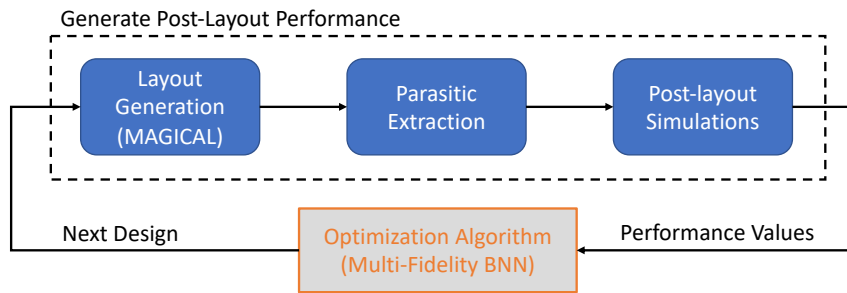 Generate Post-Layout Performance
Layout
Generation
(MAGICAL)
Parasitic
Extraction
Post-layout
Simulations
Next Design
Optimization Algorithm
(Multi-Fidelity BNN)
Performance Values